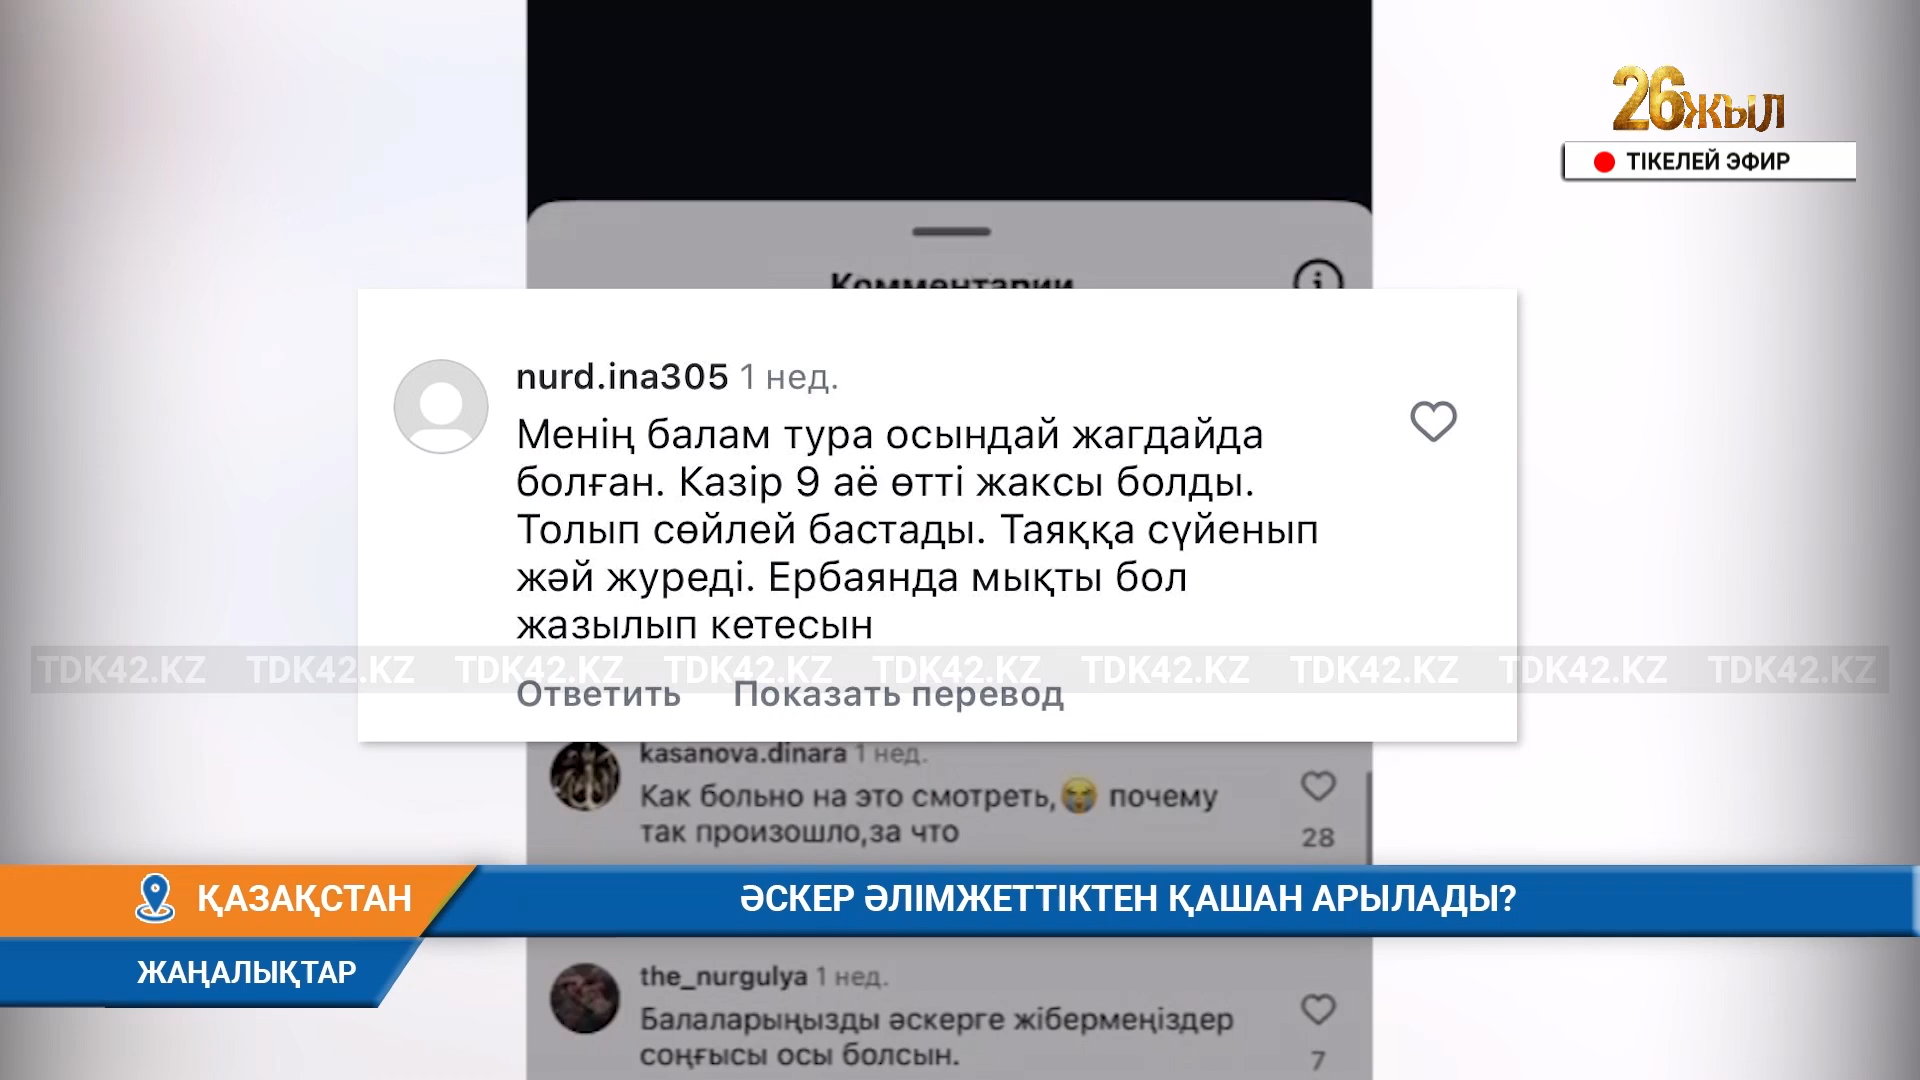 26ЖЫЛ
ТІКЕЛЕЙ ЭФИР
Комментарии
nurd.ina305 1 нед.
Менің балам тура осындай жагдайда
болған. Казір 9 аё өтті жаксы болды.
Толып сөйлей бастады. Таяққа сүйенып
жәй журеді. Ербаянда мықты бол
жазылып кетесын
TDK42.KZ TDK42.KZ TDK42.KZ TDK42.KZ TDK42.KZ TDK42.KZ TDK42.KZ TDK42.KZ TDK42.KZ
Ответить Показать перевод
kasanova.dinara 1 нед.
Как больно на это смотреть,😭 почему
так произошло,за что
28
ҚАЗАҚСТАН
ӘСКЕР ӘЛІМЖЕТТІКТЕН ҚАШАН АРЫЛАДЫ?
ЖАҢАЛЫҚТАР
the_nurgulya 1 нед.
Балаларыңызды әскерге жібермеңіздер
соңғысы осы болсын.
7